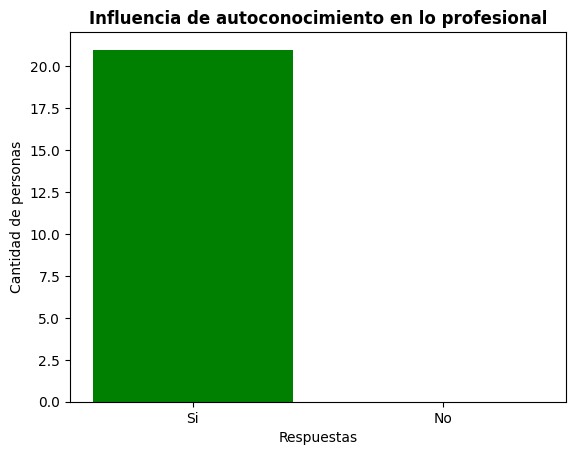 Influencia de autoconocimiento en lo profesional
20.0
17.5
15.0
12.5
10.0
7.5
5.0
2.5
0.0
Cantidad de personas
Si
No
Respuestas